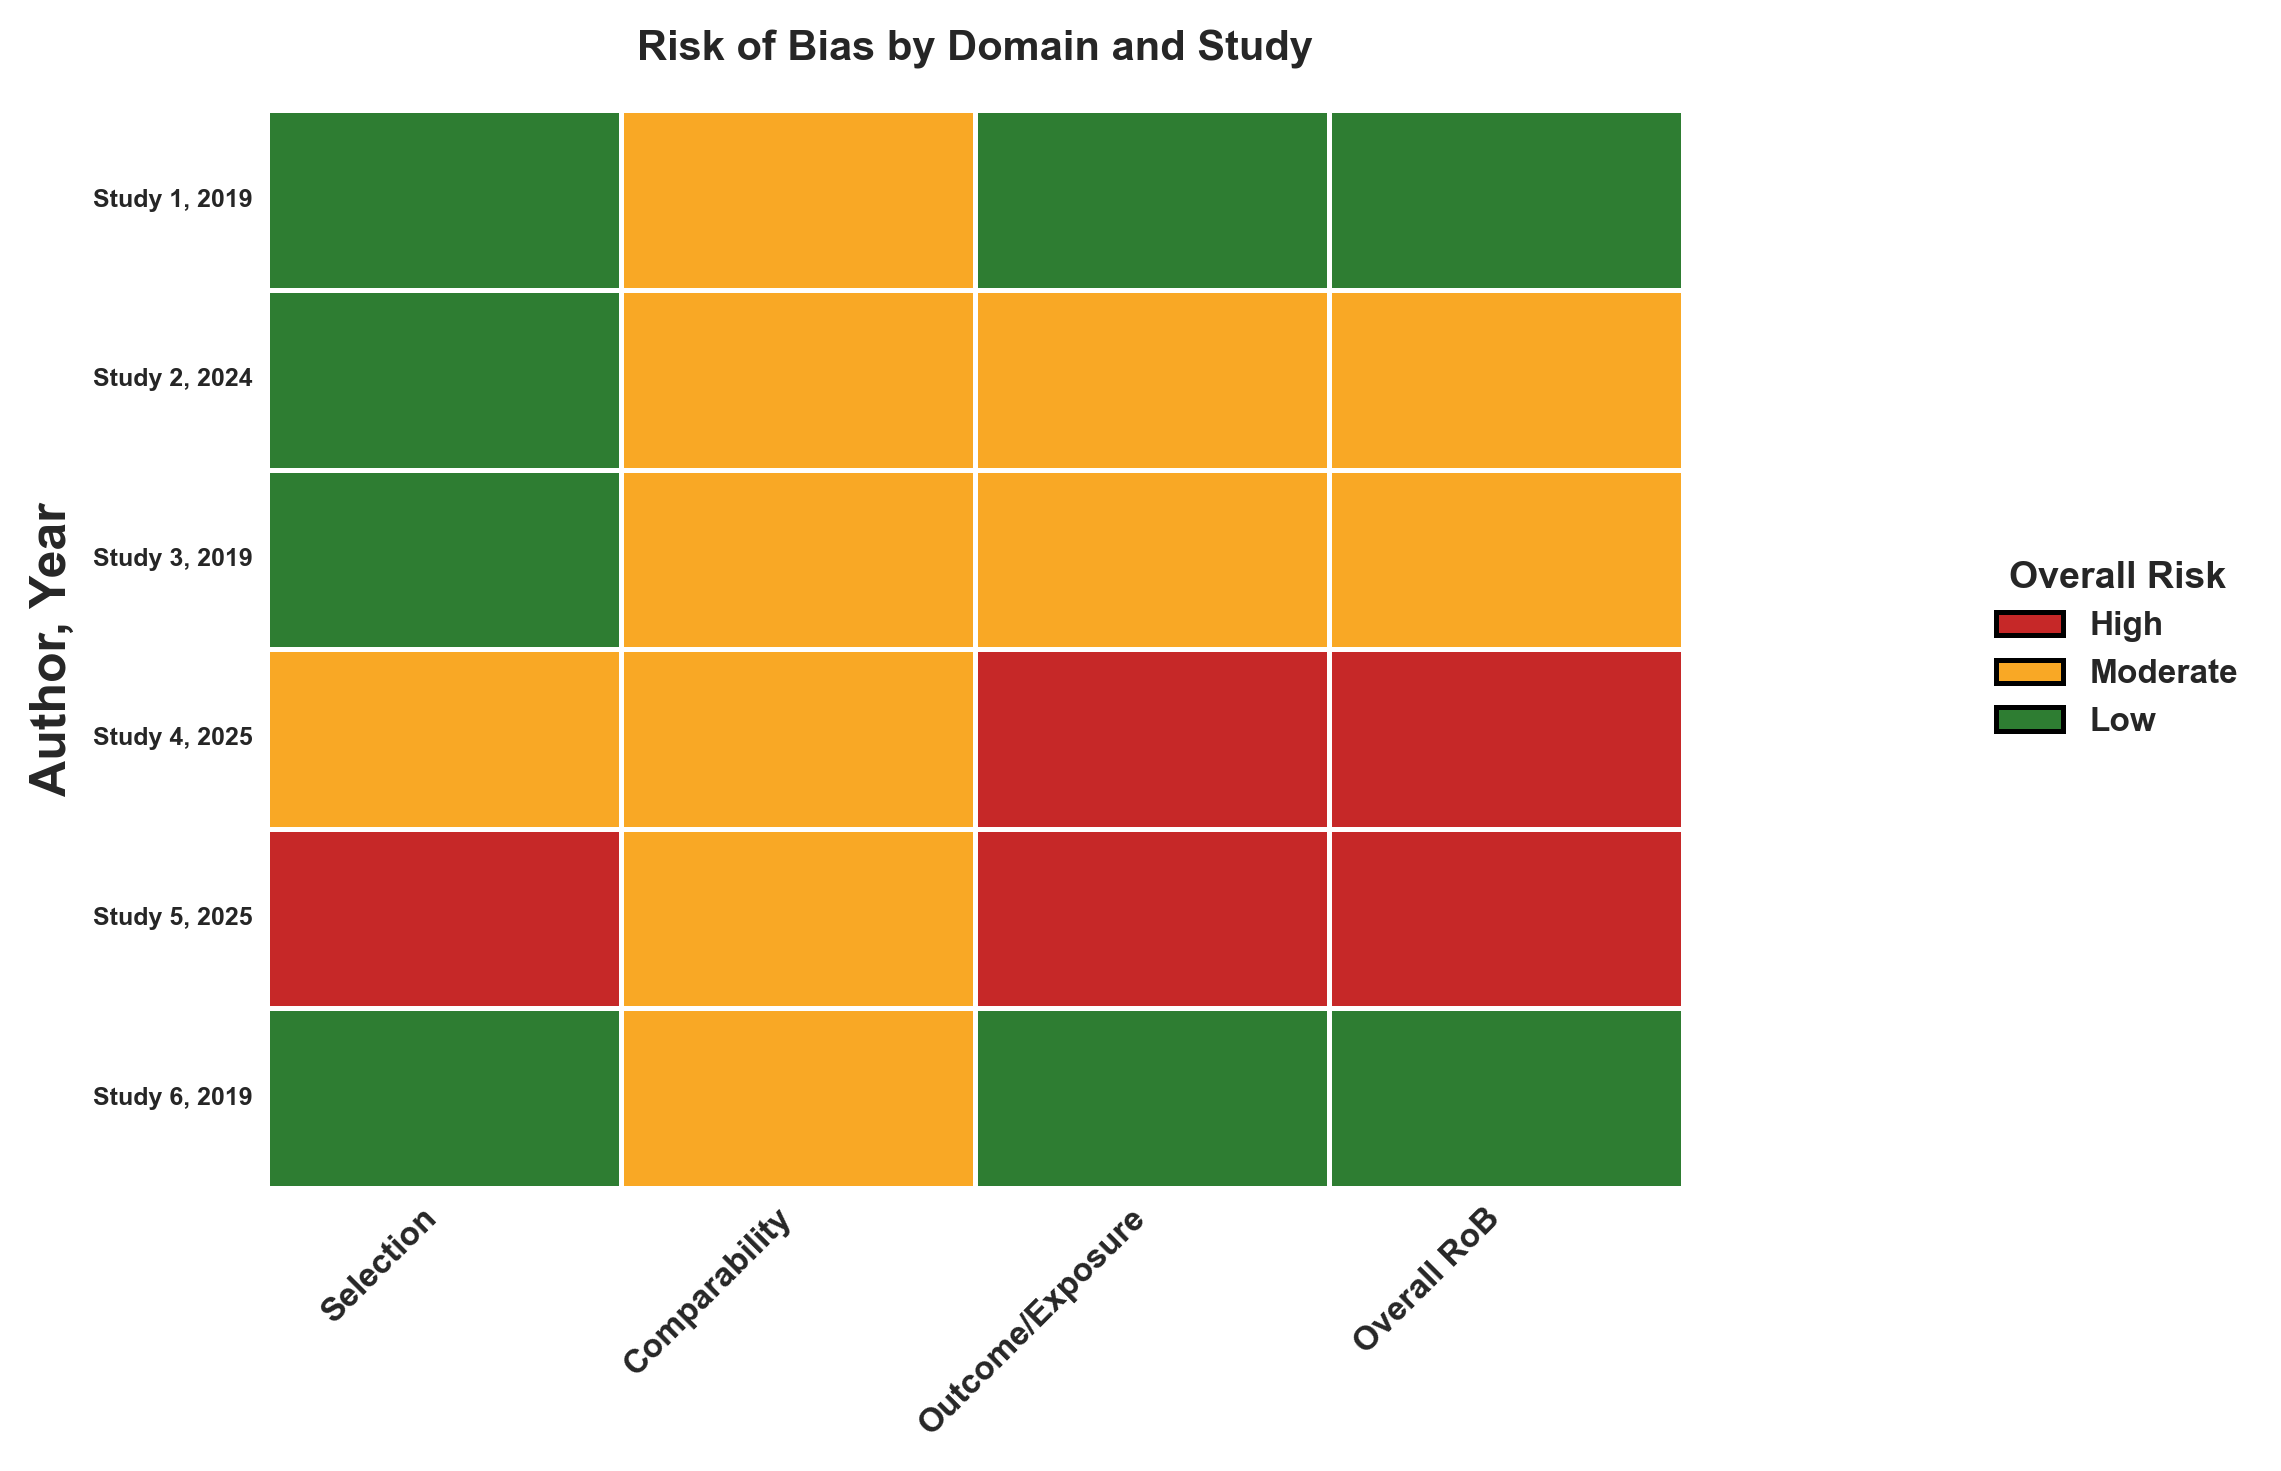 Risk of Bias by Domain and Study
Author, Year
Study 1, 2019
Study 2, 2024
Study 3, 2019
Study 4, 2025
Study 5, 2025
Study 6, 2019
Selection
Comparability
Outcome/Exposure
Overall RoB
Overall Risk
High
Moderate
Low